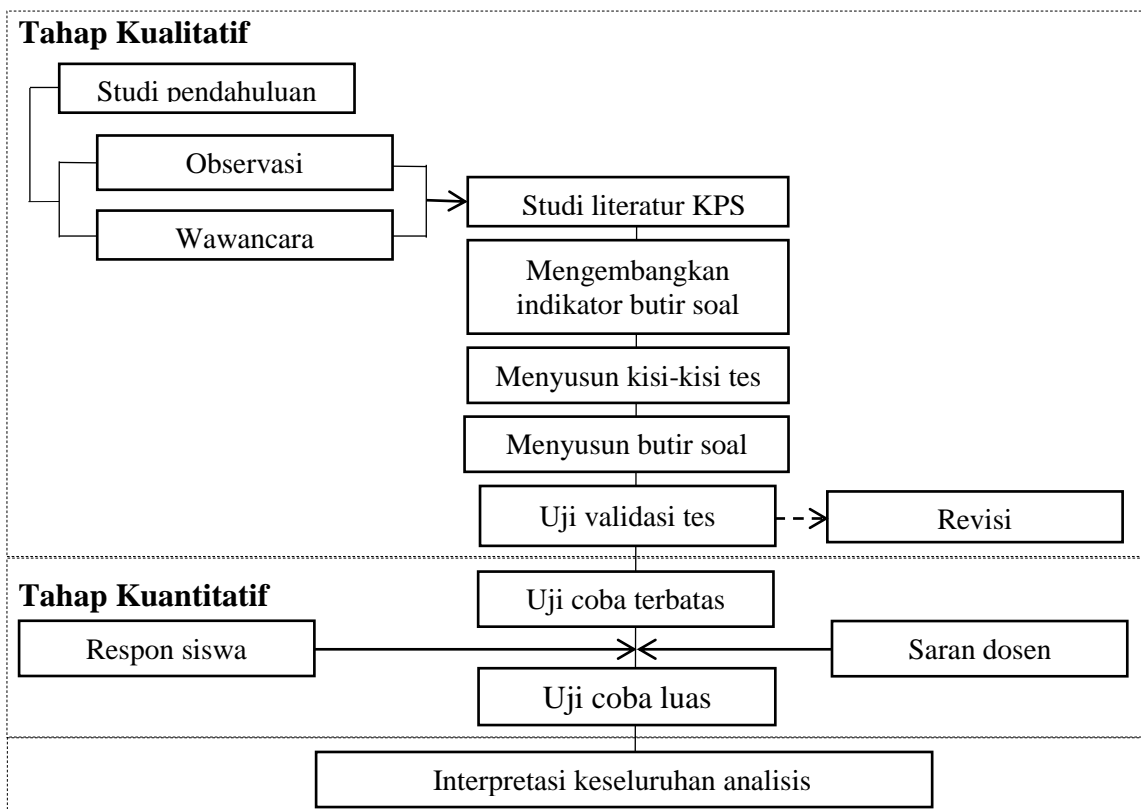 Tahap Kualitatif
Studi pendahuluan
Observasi
Wawancara
Studi literatur KPS
Mengembangkan
indikator butir soal
Menyusun kisi-kisi tes
Menyusun butir soal
Uji validasi tes
Revisi
Tahap Kuantitatif
Uji coba terbatas
Respon siswa
Saran dosen
Uji coba luas
Interpretasi keseluruhan analisis